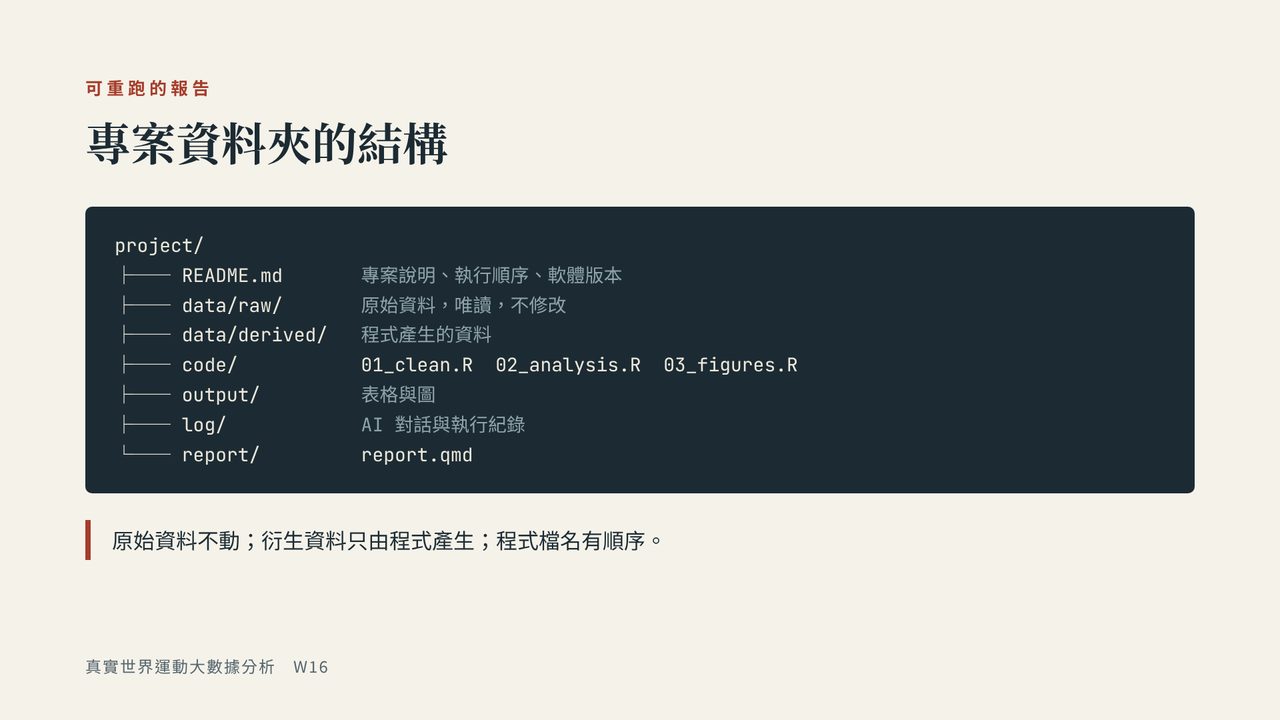 可重跑的報告
專案資料夾的結構
project/
├── README.md 專案說明、執行順序、軟體版本
├── data/raw/ 原始資料，唯讀，不修改
├── data/derived/ 程式產生的資料
├── code/ 01_clean.R 02_analysis.R 03_figures.R
├── output/ 表格與圖
├── log/ AI 對話與執行紀錄
└── report/ report.qmd
原始資料不動；衍生資料只由程式產生；程式檔名有順序。
真實世界運動大數據分析 W16